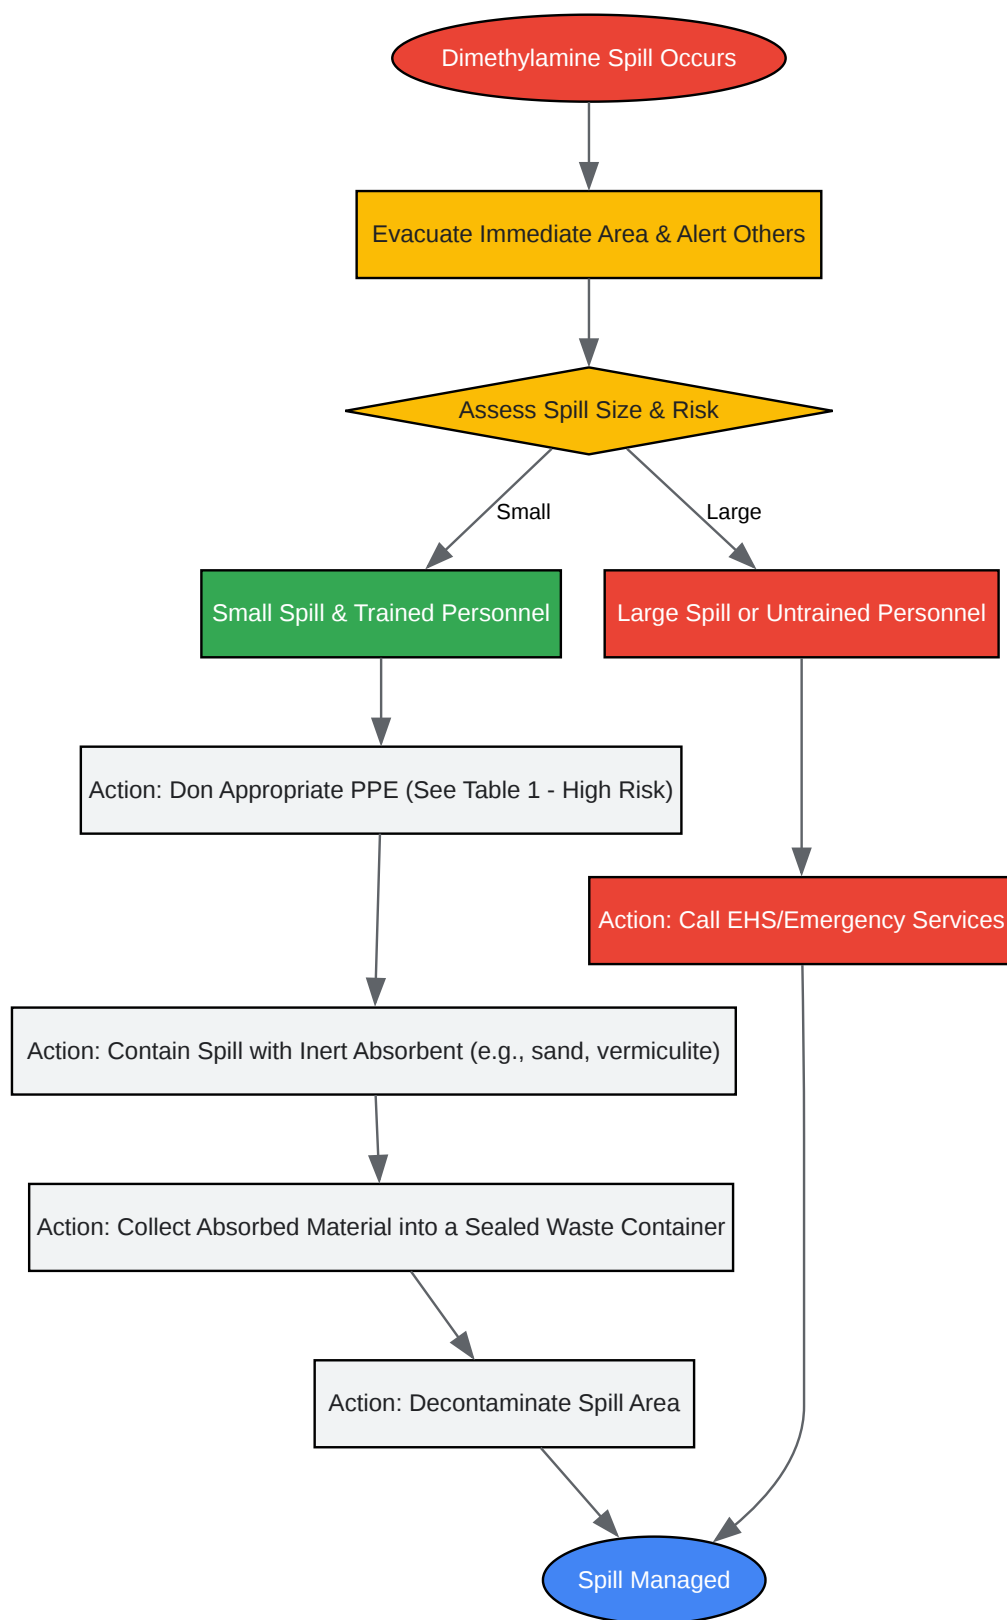 Dimethylamine Spill Occurs
Evacuate Immediate Area & Alert Others
Assess Spill Size & Risk
Small
Large
Small Spill & Trained Personnel
Large Spill or Untrained Personnel
Action: Don Appropriate PPE (See Table 1 - High Risk)
Action: Call EHS/Emergency Services
Action: Contain Spill with Inert Absorbent (e.g., sand, vermiculite)
Action: Collect Absorbed Material into a Sealed Waste Container
Action: Decontaminate Spill Area
Spill Managed